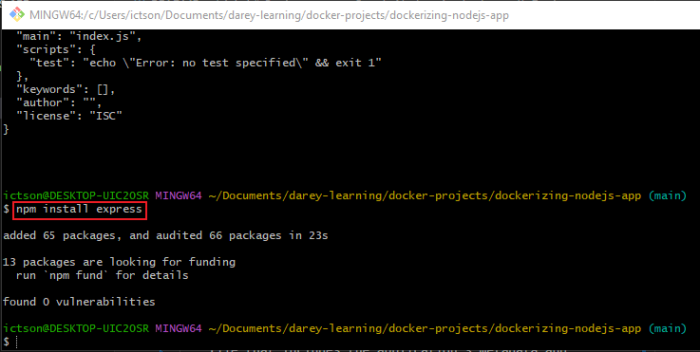 MINGW64:/c/Users/ictson/Documents/darey-learning/docker-projects/dockerizing-nodejs-app
"main": "index.js",
"scripts": {
"test": "echo \"Error: no test specified\" && exit 1"
},
"keywords": [],
"author": "",
"license": "ISC"
}
ictson@DESKTOP-UIC2OSR MINGW64 ~/Documents/darey-learning/docker-projects/dockerizing-nodejs-app (main)
$ npm install express
added 65 packages, and audited 66 packages in 23s
13 packages are looking for funding
run `npm fund` for details
found 0 vulnerabilities
ictson@DESKTOP-UIC2OSR MINGW64 ~/Documents/darey-learning/docker-projects/dockerizing-nodejs-app (main)
$